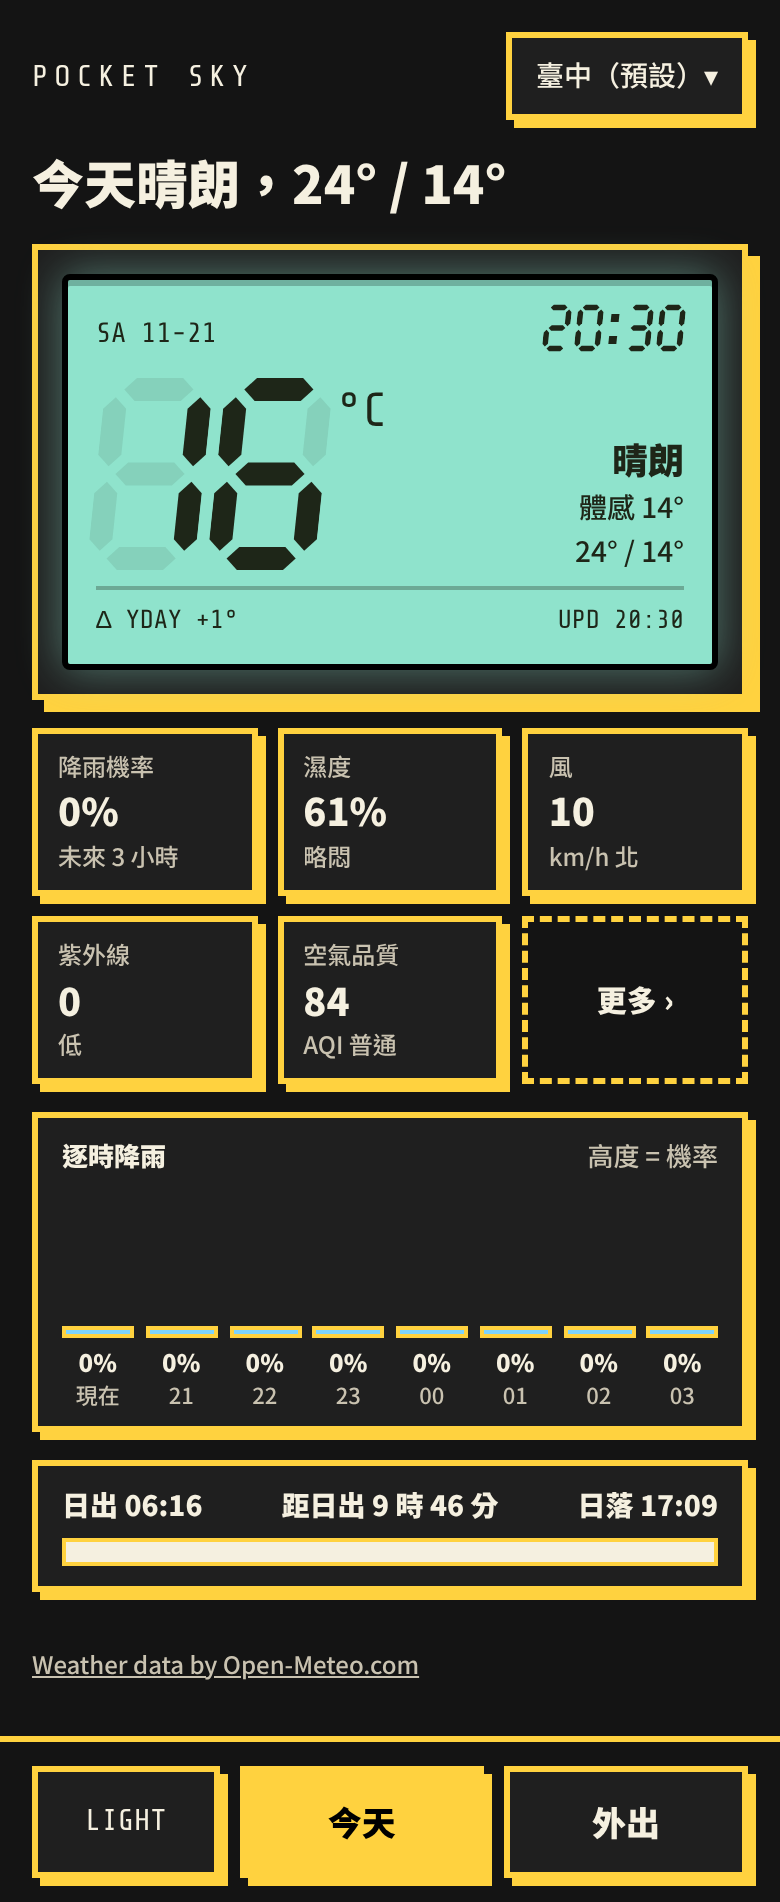 POCKET SKY
臺中（預設）▼
今天晴朗，24° / 14°
SA 11-21
20:30
16 °C
晴朗
體感 14°
24° / 14°
Δ YDAY +1°
UPD 20:30
降雨機率
0%
未來 3 小時
濕度
61%
略悶
風
10
km/h 北
紫外線
0
低
空氣品質
84
AQI 普通
更多 ›
逐時降雨
高度 = 機率
0% 0% 0% 0% 0% 0% 0% 0%
現在 21 22 23 00 01 02 03
日出 06:16
距日出 9 時 46 分
日落 17:09
Weather data by Open-Meteo.com
LIGHT
今天
外出